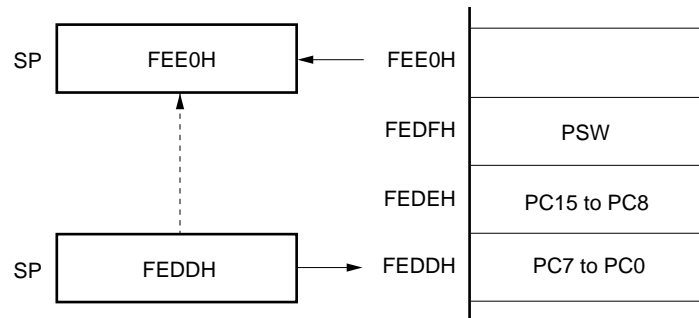 SP FEE0H FEE0H
FEDFH PSW
FEDEH PC15 to PC8
SP FEDDH FEDDH PC7 to PC0